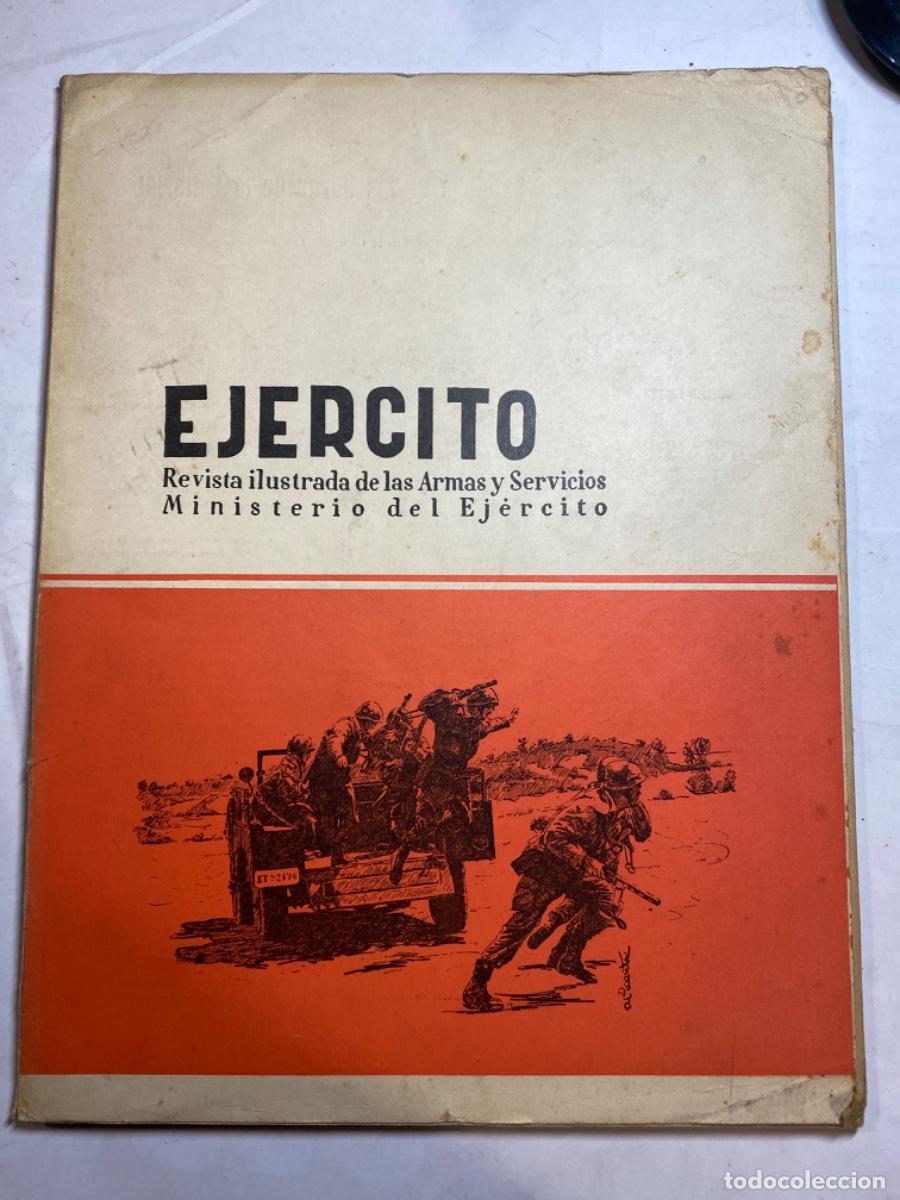 EJERCITO
Revista ilustrada de las Armas y Servicios
Ministerio del Ejército
todocoleccion